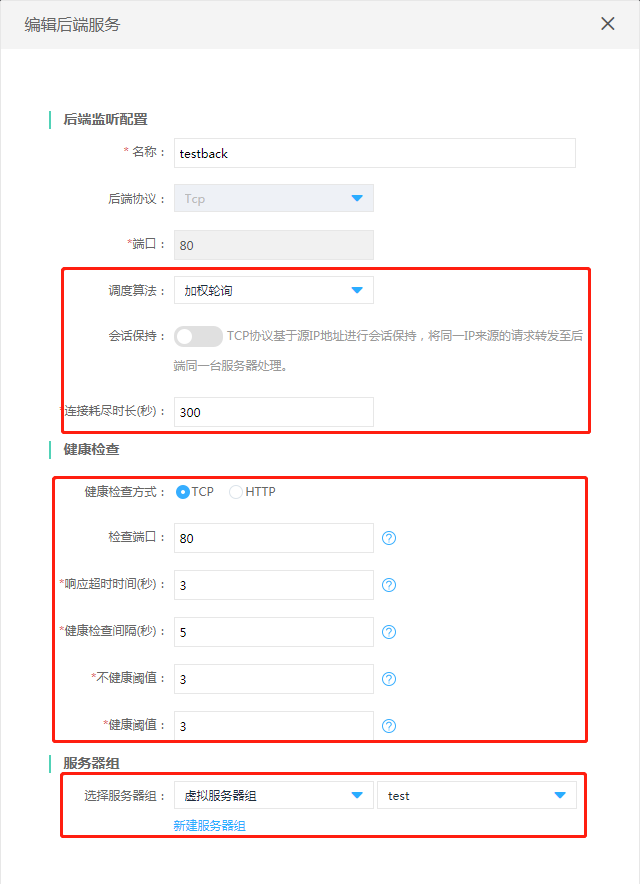 编辑后端服务
后端监听配置
* 名称： testback
后端协议： Tcp
*端口： 80
调度算法： 加权轮询
会话保持： TCP协议基于源IP地址进行会话保持，将同一IP来源的请求转发至后
端同一台服务器处理。
*连接耗尽时长(秒)： 300
健康检查
健康检查方式： TCP HTTP
检查端口： 80 ?
*响应超时时间(秒)： 3 ?
*健康检查间隔(秒)： 5 ?
*不健康阈值： 3 ?
*健康阈值： 3 ?
服务器组
选择服务器组： 虚拟服务器组 test
新建服务器组